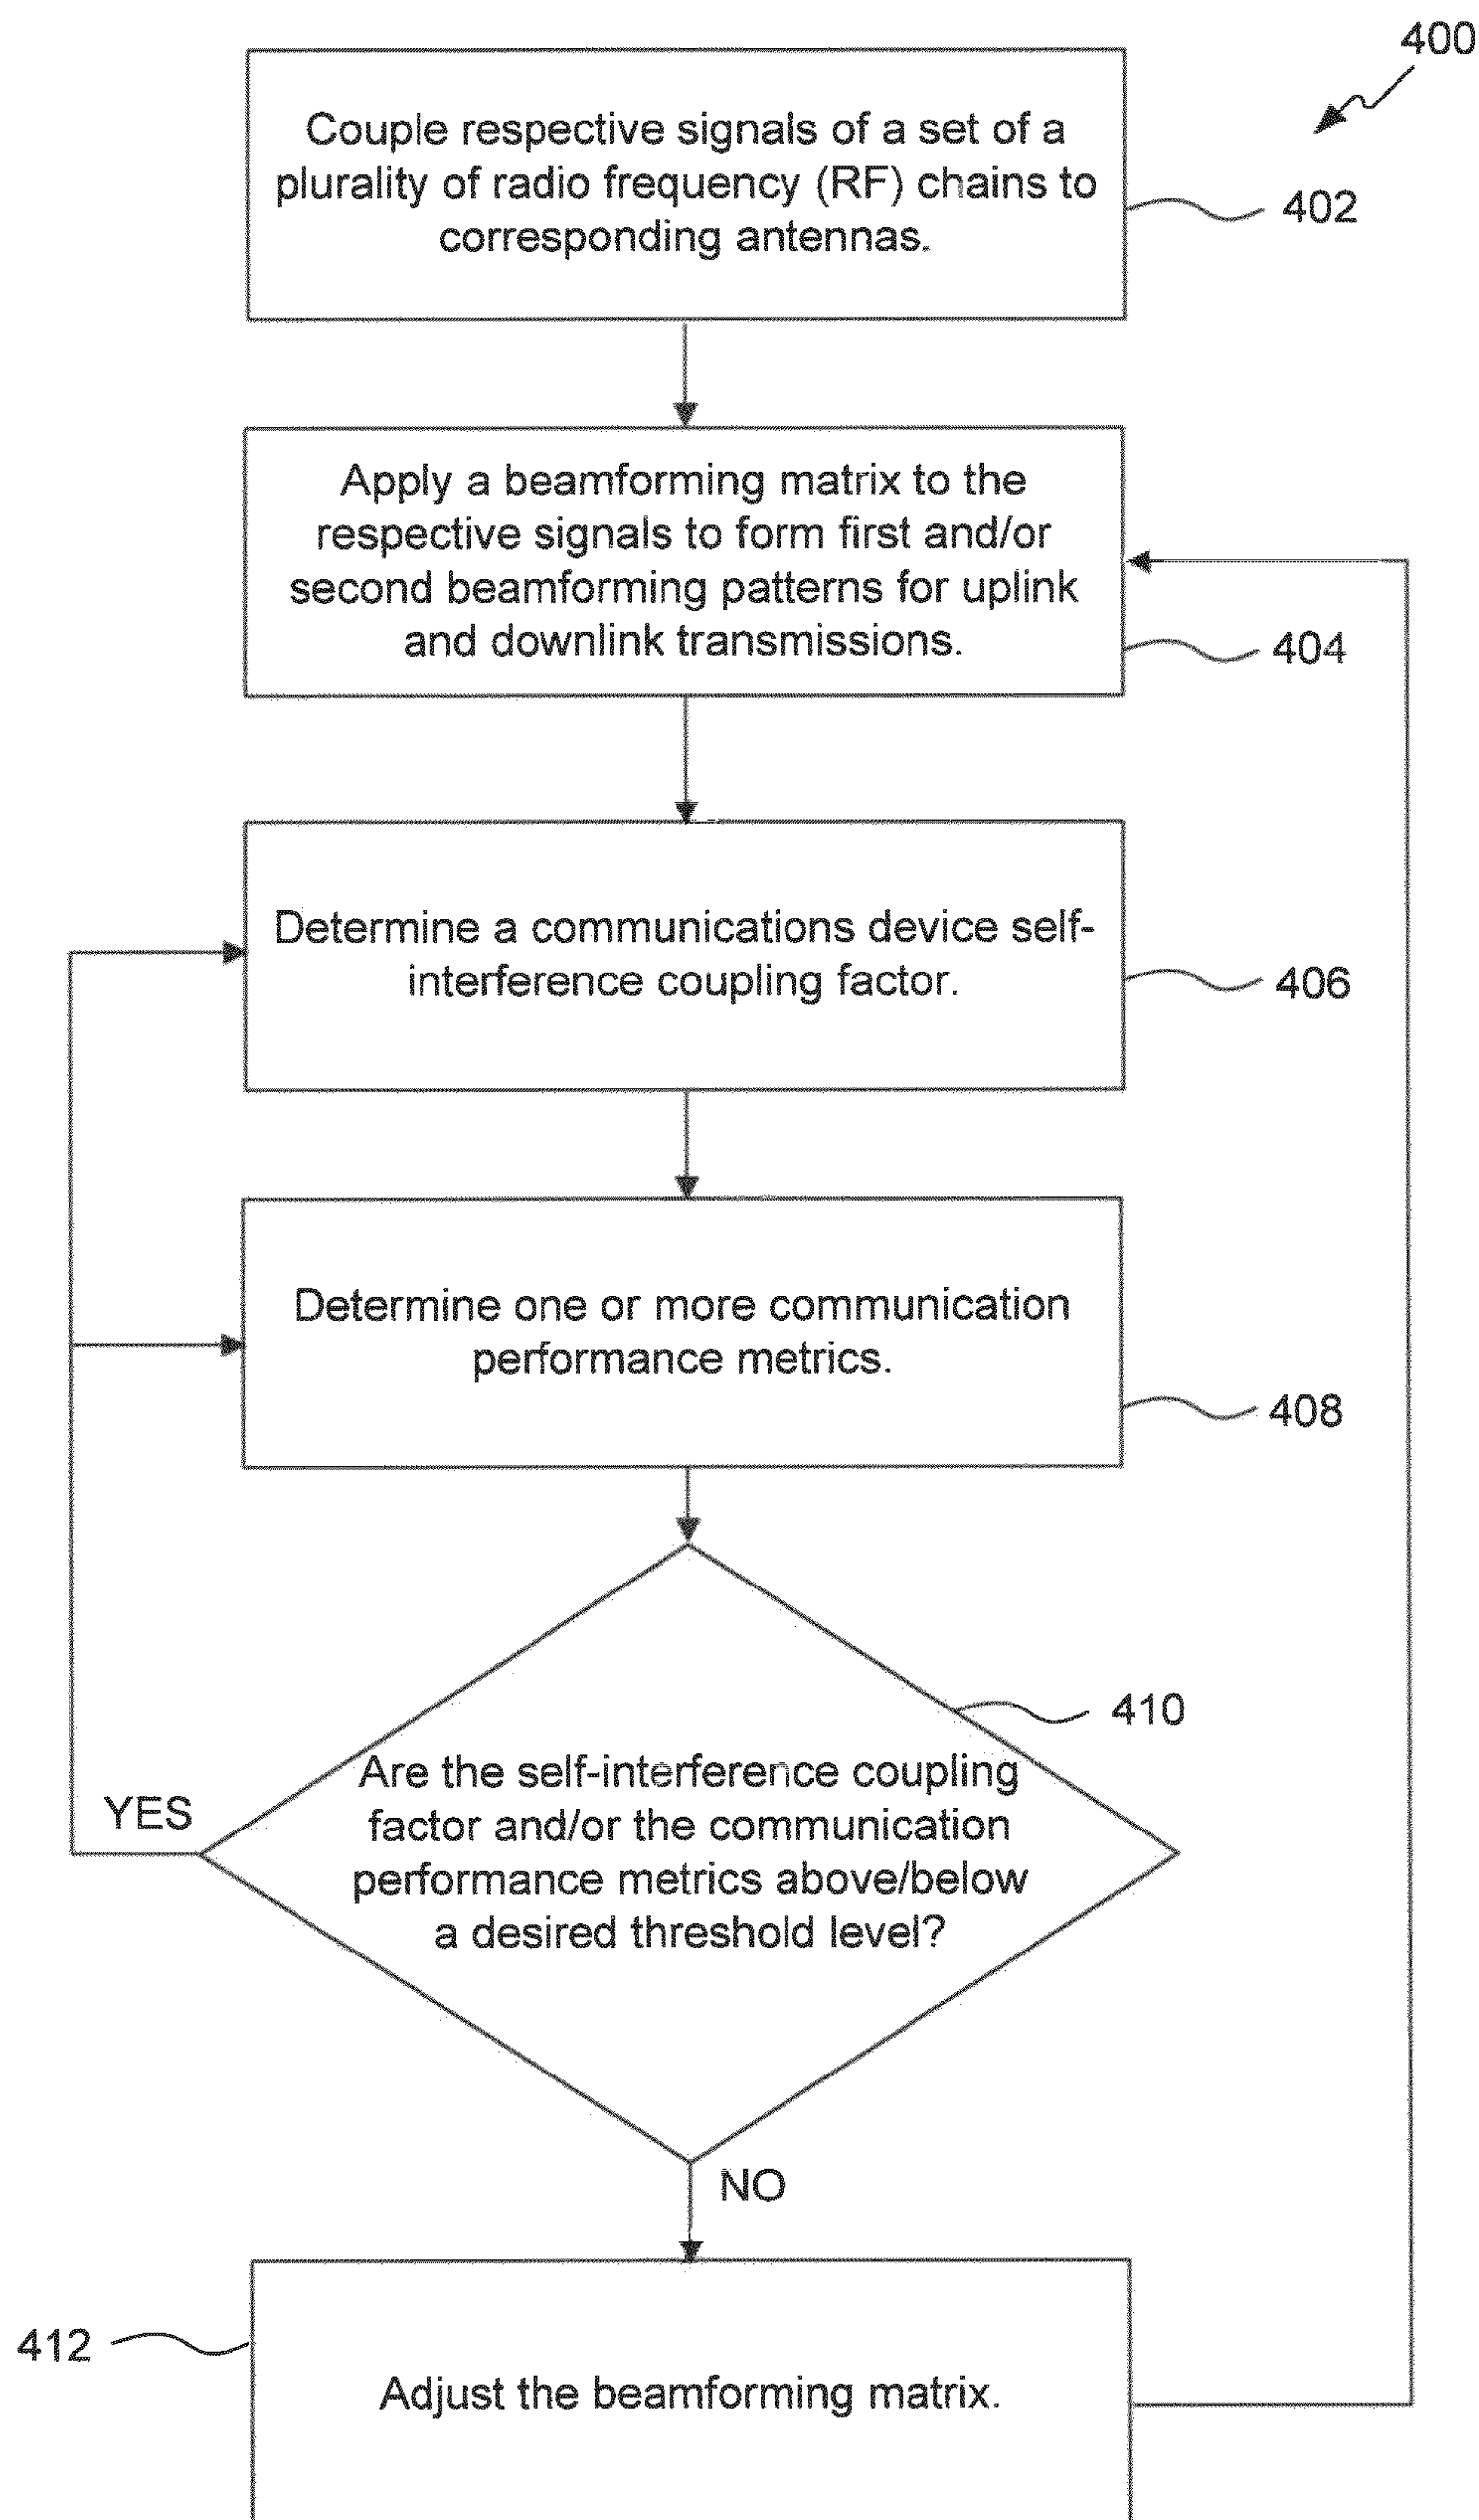 400
Couple respective signals of a set of a
plurality of radio frequency (RF) chains to
corresponding antennas.
402
Apply a beamforming matrix to the
respective signals to form first and/or
second beamforming patterns for uplink
and downlink transmissions.
404
Determine a communications device self-
interference coupling factor.
406
Determine one or more communication
performance metrics.
408
410
Are the self-interference coupling
factor and/or the communication
performance metrics above/below
a desired threshold level?
YES
NO
412
Adjust the beamforming matrix.